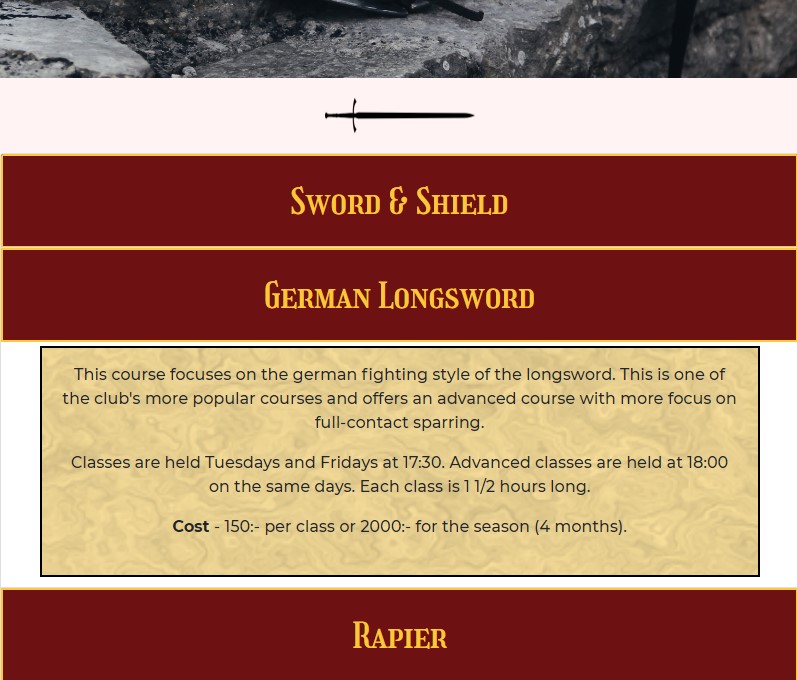 Sword & Shield
German Longsword
This course focuses on the german fighting style of the longsword. This is one of
the club's more popular courses and offers an advanced course with more focus on
full-contact sparring.
Classes are held Tuesdays and Fridays at 17:30. Advanced classes are held at 18:00
on the same days. Each class is 1 1/2 hours long.
Cost - 150:- per class or 2000:- for the season (4 months).
Rapier